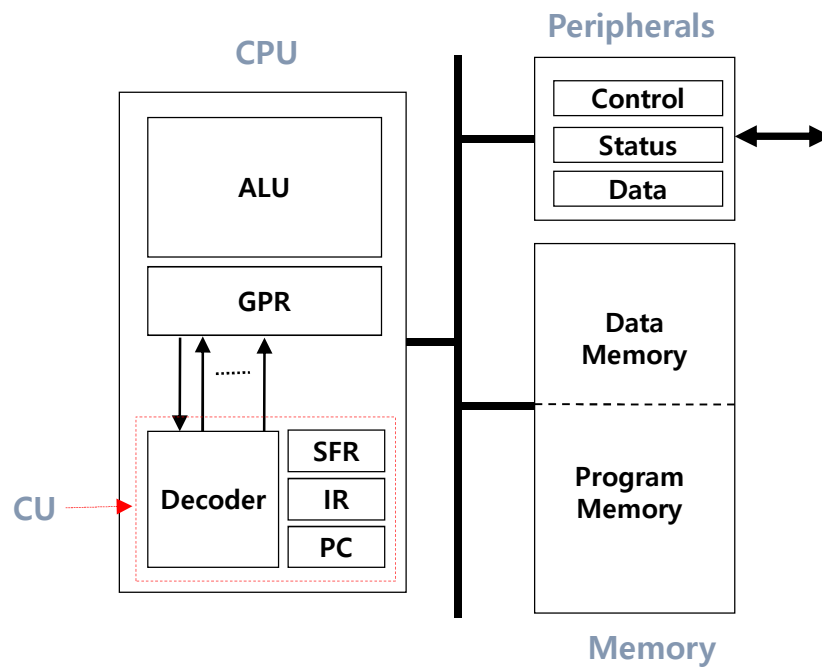 CPU
ALU
GPR
Decoder
SFR
IR
PC
CU
Peripherals
Control
Status
Data
Data
Memory
Program
Memory
Memory